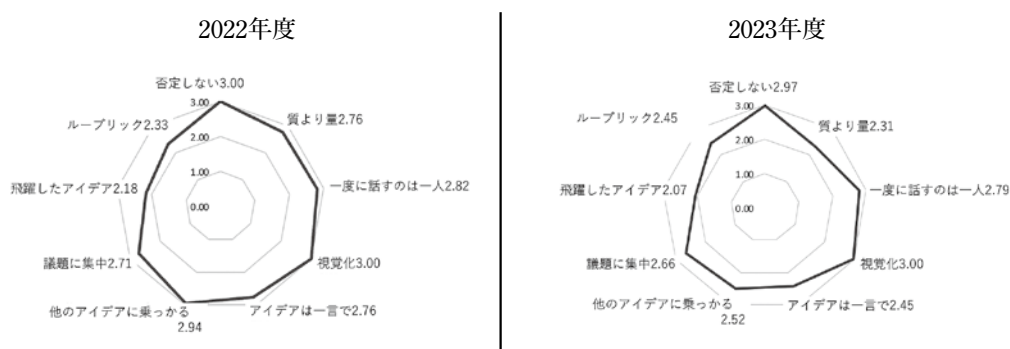 2022年度
否定しない3.00
3.00
質より量2.76
ルーブリック2.33
2.00
1.00
飛躍したアイデア2.18
一度に話すのは一人2.82
0.00
議題に集中2.71
視覚化3.00
他のアイデアに乗っかる
2.94
アイデアは一言で2.76
2023年度
否定しない2.97
3.00
ルーブリック2.45
質より量2.31
2.00
1.00
飛躍したアイデア2.07
一度に話すのは一人2.79
0.00
議題に集中2.66
視覚化3.00
他のアイデアに乗っかる
2.52
アイデアは一言で2.45